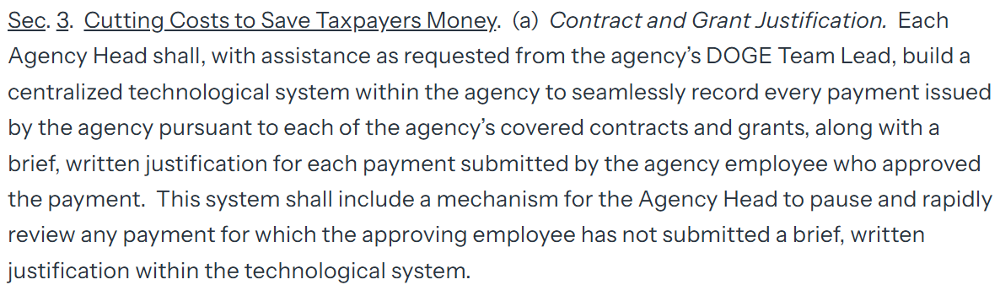 Sec. 3.  Cutting Costs to Save Taxpayers Money.  (a)  Contract and Grant Justification.  Each
Agency Head shall, with assistance as requested from the agency’s DOGE Team Lead, build a
centralized technological system within the agency to seamlessly record every payment issued
by the agency pursuant to each of the agency’s covered contracts and grants, along with a
brief, written justification for each payment submitted by the agency employee who approved
the payment.  This system shall include a mechanism for the Agency Head to pause and rapidly
review any payment for which the approving employee has not submitted a brief, written
justification within the technological system.